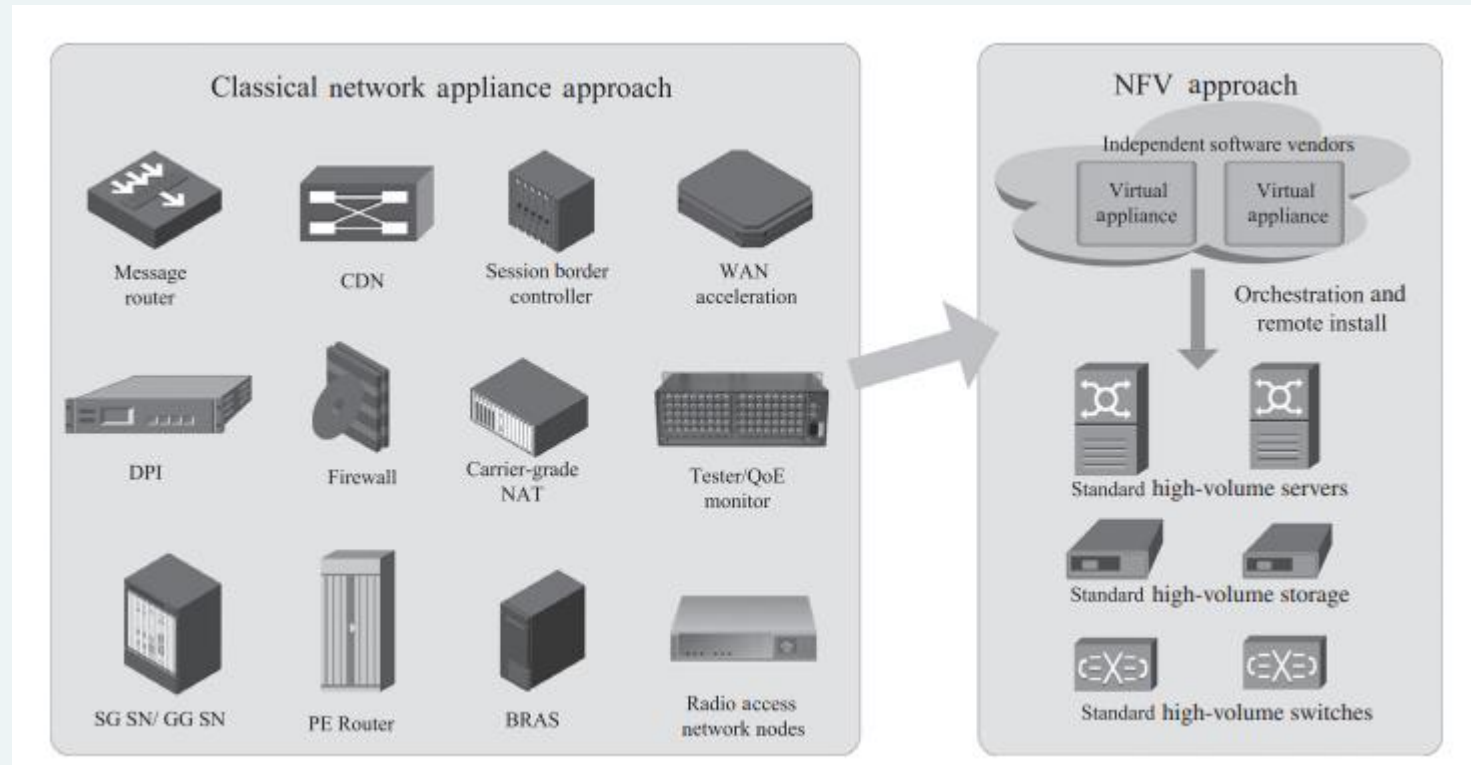 Classical network appliance approach
Message
router
CDN
Session border
controller
WAN
acceleration
DPI
Firewall
Carrier-grade
NAT
Tester/QoE
monitor
SG SN/ GG SN
PE Router
BRAS
Radio access
network nodes
NFV approach
Independent software vendors
Virtual
appliance
Virtual
appliance
Orchestration and
remote install
Standard high-volume servers
Standard high-volume storage
Standard high-volume switches